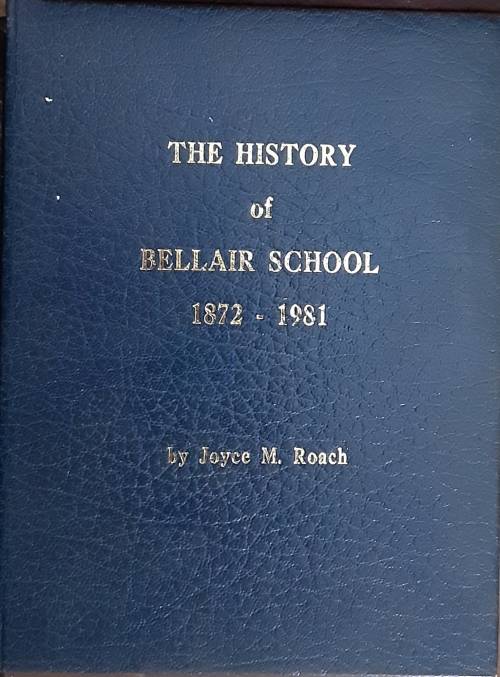 THE HISTORY
of
BELLAIR SCHOOL
1872 - 1981
by Joyce M. Roach